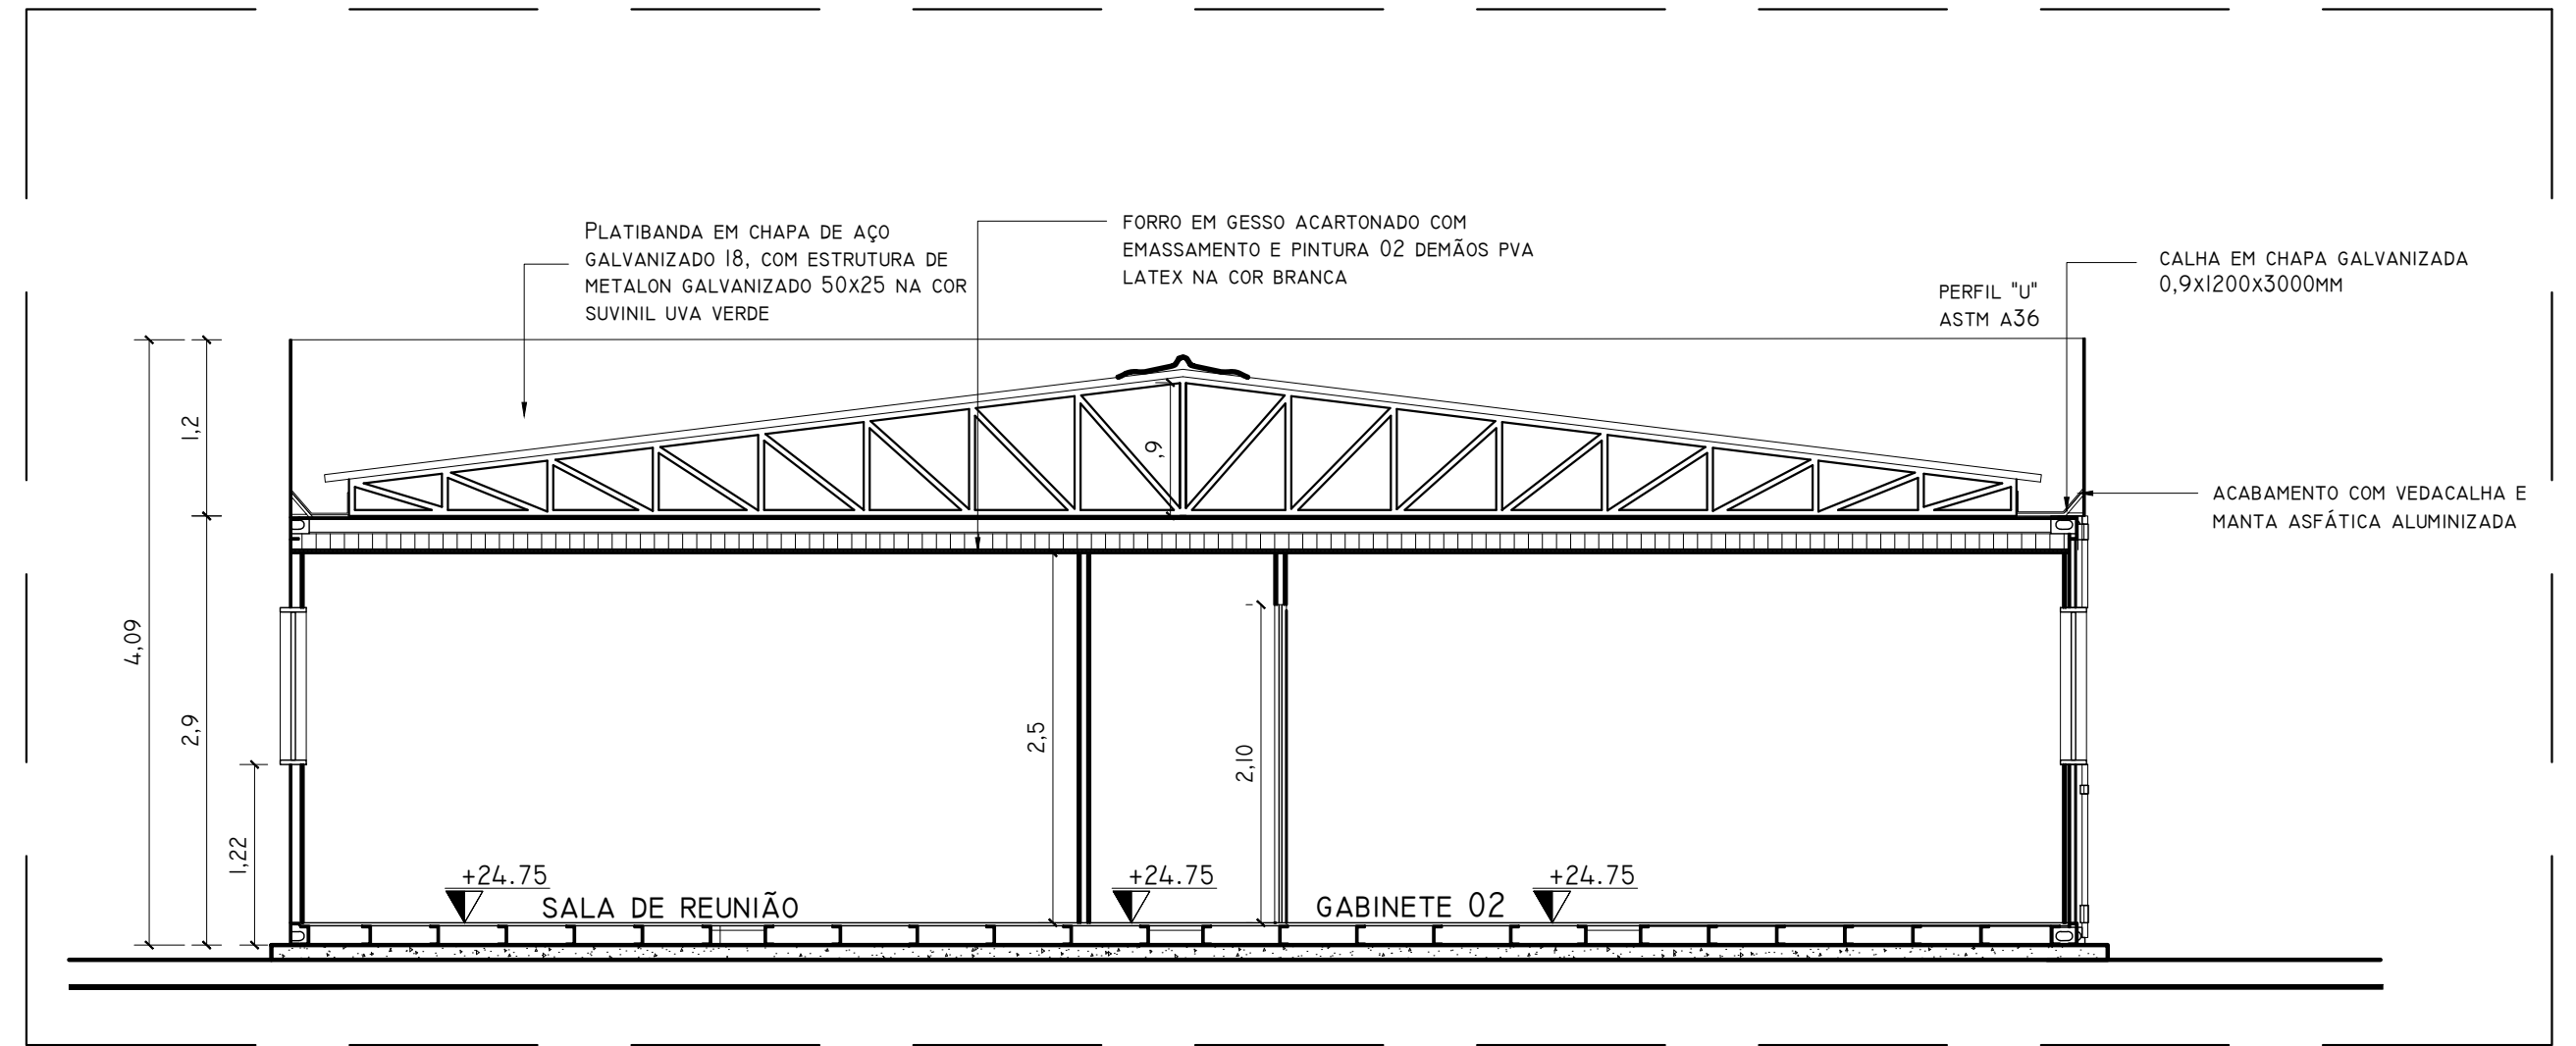 PLATIBANDA EM CHAPA DE AÇO
GALVANIZADO 18, COM ESTRUTURA DE
METALON GALVANIZADO 50X25 NA COR
SUVINIL UVA VERDE
FORRO EM GESSO ACARTONADO COM
EMASSAMENTO E PINTURA 02 DEMÃOS PVA
LATEX NA COR BRANCA
CALHA EM CHAPA GALVANIZADA
0,9X1200X3000MM
PERFIL "U"
ASTM A36
ACABAMENTO COM VEDACALHA E
MANTA ASFÁTICA ALUMINIZADA
1,2
,9
4,09
2,9
2,5
2,10
1,22
+24.75
+24.75
+24.75
SALA DE REUNIÃO
GABINETE 02